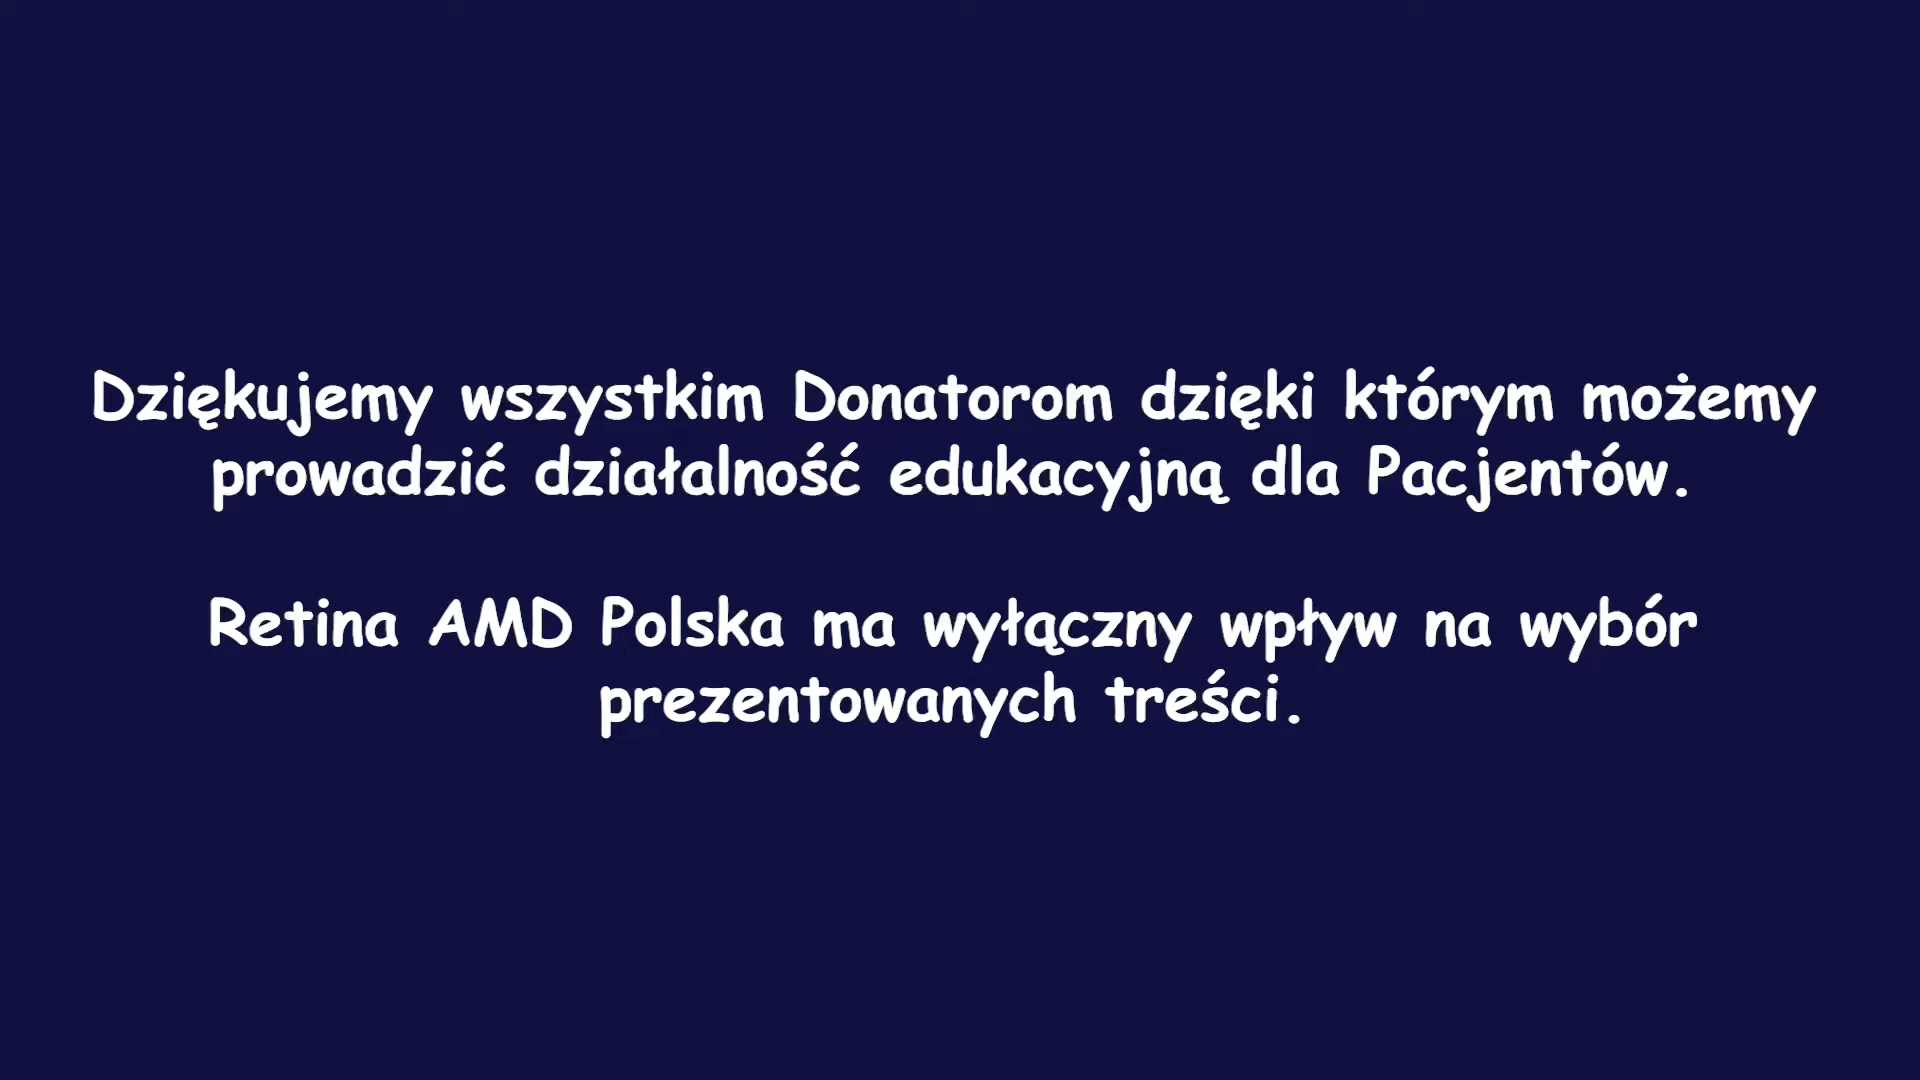 Dziękujemy wszystkim Donatorom dzięki którym możemy
prowadzić działalność edukacyjną dla Pacjentów.
Retina AMD Polska ma wyłączny wpływ na wybór
prezentowanych treści.